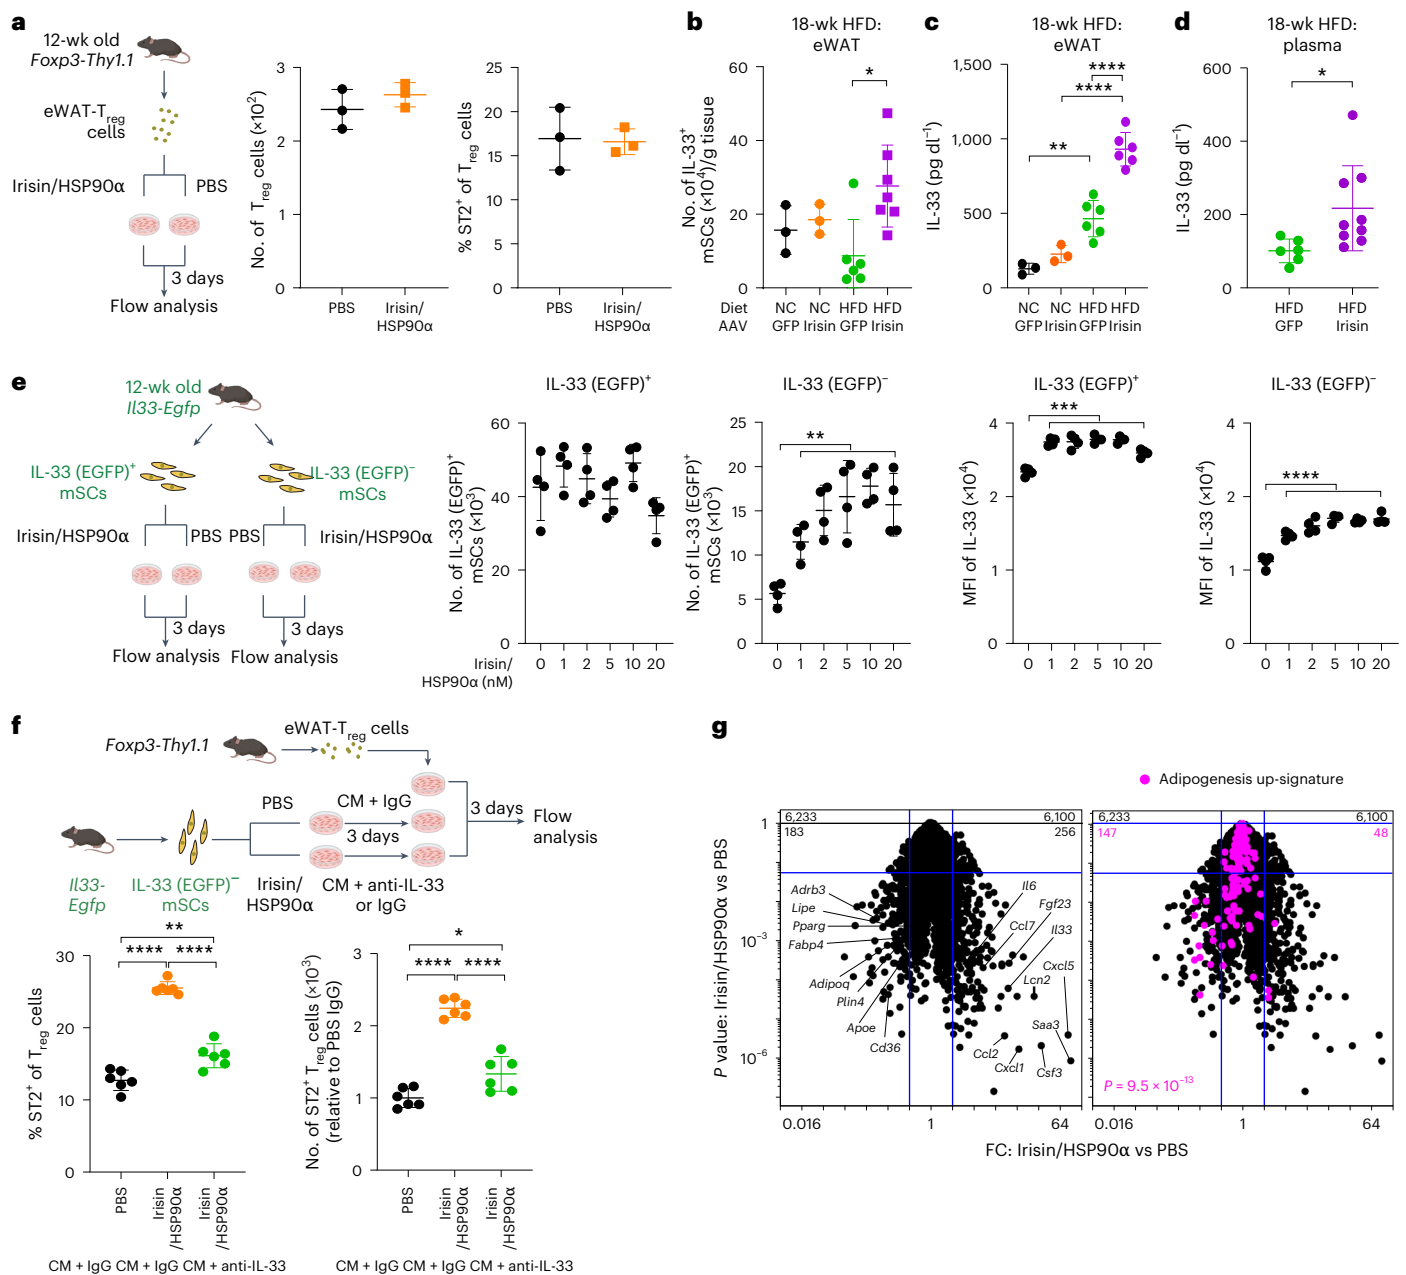 a
12-wk old
Foxp3-Thy1.1
eWAT-Treg
cells
Irisin/HSP90α
PBS
3 days
Flow analysis
No. of Treg cells (×10²)
3
2
1
0
PBS
Irisin/
HSP90α
% ST2⁺ of Treg cells
25
20
15
10
5
0
PBS
Irisin/
HSP90α
b
18-wk HFD:
eWAT
No. of IL-33⁺
mSCs (×10⁴)/g tissue
60
40
20
0
*
Diet
AAV
NC NC HFD HFD
GFP Irisin GFP Irisin
c
18-wk HFD:
eWAT
IL-33 (pg dl⁻¹)
1,500
1,000
500
0
****
****
**
NC NC HFD HFD
GFP Irisin GFP Irisin
d
18-wk HFD:
plasma
IL-33 (pg dl⁻¹)
600
400
200
0
*
HFD HFD
GFP Irisin
e
12-wk old
Il33-Egfp
IL-33 (EGFP)⁺
mSCs
IL-33 (EGFP)⁻
mSCs
Irisin/HSP90α
PBS
PBS
Irisin/HSP90α
3 days
3 days
Flow analysis
Flow analysis
IL-33 (EGFP)⁺
No. of IL-33 (EGFP)⁺
mSCs (×10³)
60
40
20
0
Irisin/
HSP90α (nM)
0 1 2 5 10 20
IL-33 (EGFP)⁻
No. of IL-33 (EGFP)⁺
mSCs (×10³)
25
20
15
10
5
0
**
0 1 2 5 10 20
IL-33 (EGFP)⁺
MFI of IL-33 (×10⁴)
4
2
1
0
***
0 1 2 5 10 20
IL-33 (EGFP)⁻
MFI of IL-33 (×10⁴)
4
2
1
0
****
0 1 2 5 10 20
f
Foxp3-Thy1.1
eWAT-Treg cells
PBS
CM + IgG
3 days
3 days
Flow
analysis
Il33-
Egfp
IL-33 (EGFP)⁻
mSCs
Irisin/
HSP90α
CM + anti-IL-33
or IgG
% ST2⁺ of Treg cells
30
20
10
0
**
**** ****
PBS
Irisin
/HSP90α
Irisin
/HSP90α
CM + IgG CM + IgG CM + anti-IL-33
No. of ST2⁺ Treg cells (×10³)
(relative to PBS IgG)
3
2
1
0
*
**** ****
PBS
Irisin
/HSP90α
Irisin
/HSP90α
CM + IgG CM + IgG CM + anti-IL-33
g
Adipogenesis up-signature
P value: Irisin/HSP90α vs PBS
1
10⁻³
10⁻⁶
6,233
183
6,100
256
Adrb3
Lipe
Pparg
Fabp4
Adipoq
Plin4
Apoe
Cd36
Il6
Fgf23
Ccl7
Il33
Cxcl5
Lcn2
Saa3
Ccl2
Cxcl1
Csf3
0.016 1 64
6,233
147
6,100
48
P = 9.5 × 10⁻¹³
0.016 1 64
FC: Irisin/HSP90α vs PBS